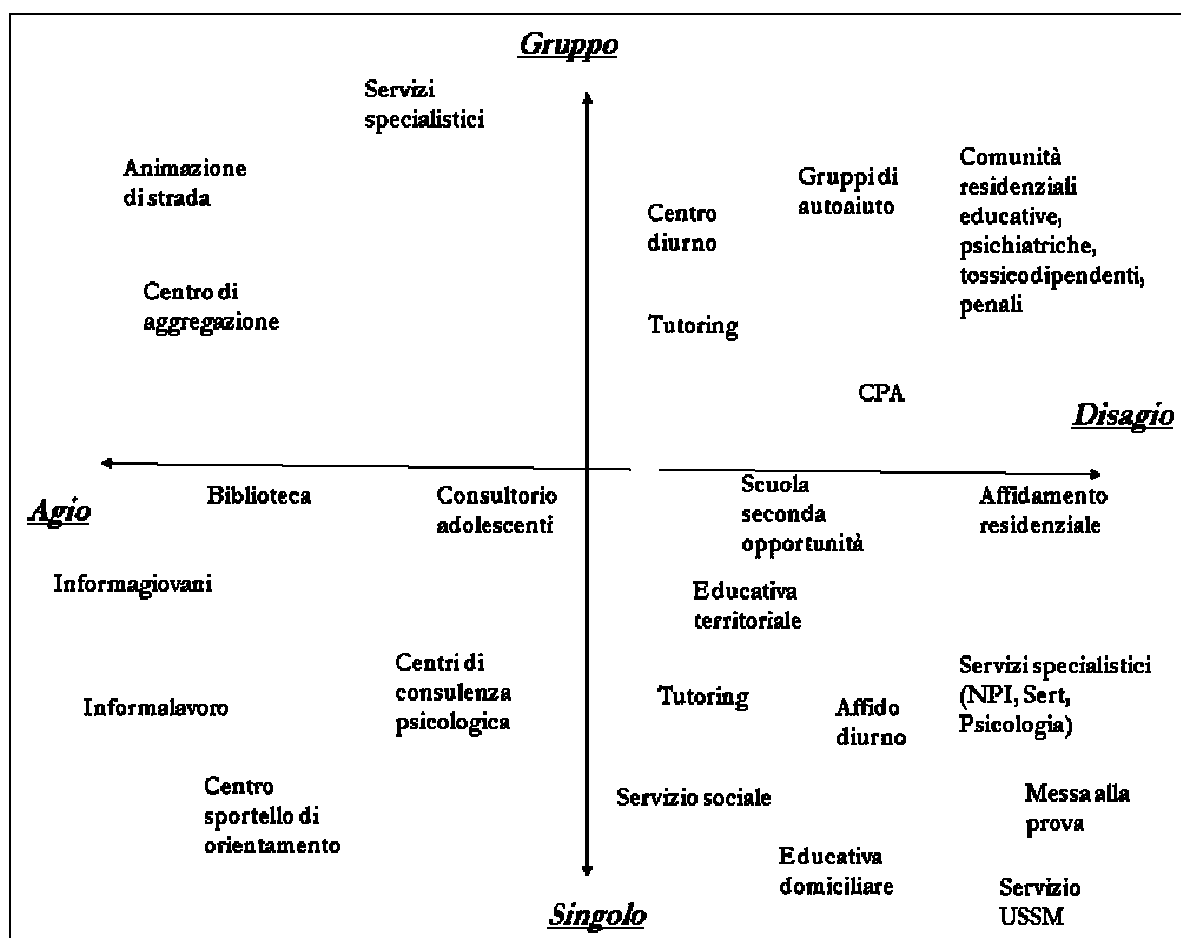 Gruppo
Servizi
specialistici
Animazione
di strada
Centro di
aggregazione
Centro
diurno
Tutoring
Gruppi di
autoaiuto
Comunità
residenziali
educative,
psichiatriche,
tossicodipendenti,
penali
CPA
Disagio
Agio
Biblioteca
Consultorio
adolescenti
Informagiovani
Informalavoro
Centri di
consulenza
psicologica
Centro
sportello di
orientamento
Scuola
seconda
opportunità
Affidamento
residenziale
Educativa
territoriale
Tutoring
Affido
diurno
Servizi specialistici
(NPI, Sert,
Psicologia)
Servizio sociale
Messa alla
prova
Educativa
domiciliare
Servizio
USSM
Singolo